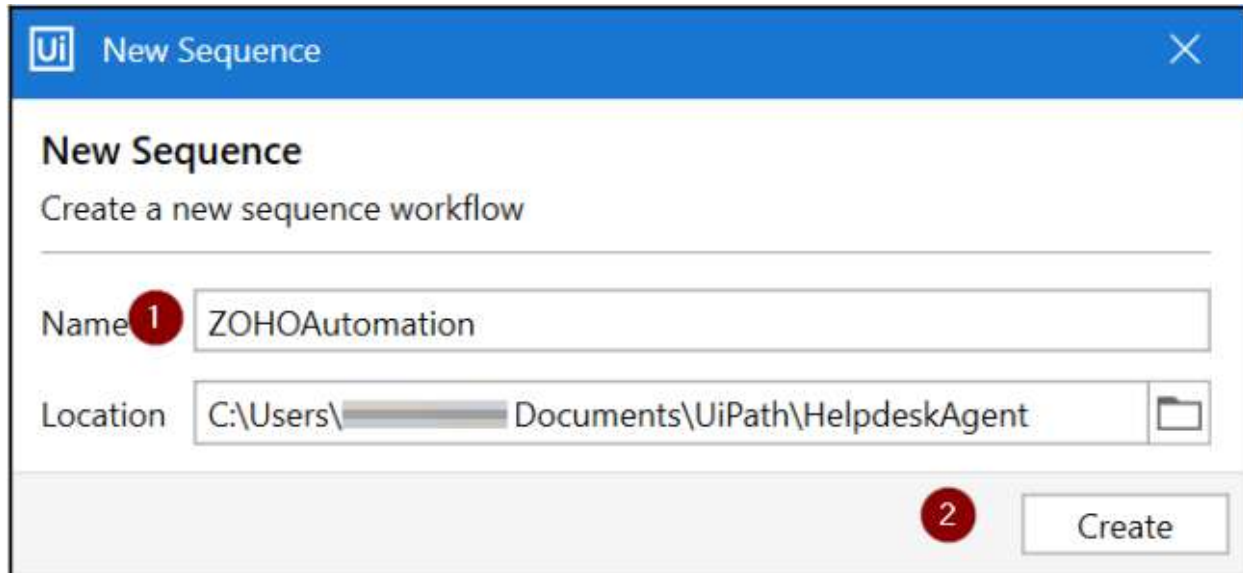 Ui New Sequence
New Sequence
Create a new sequence workflow
Name 1 ZOHOAutomation
Location C:\Users\ Documents\UiPath\HelpdeskAgent
2 Create